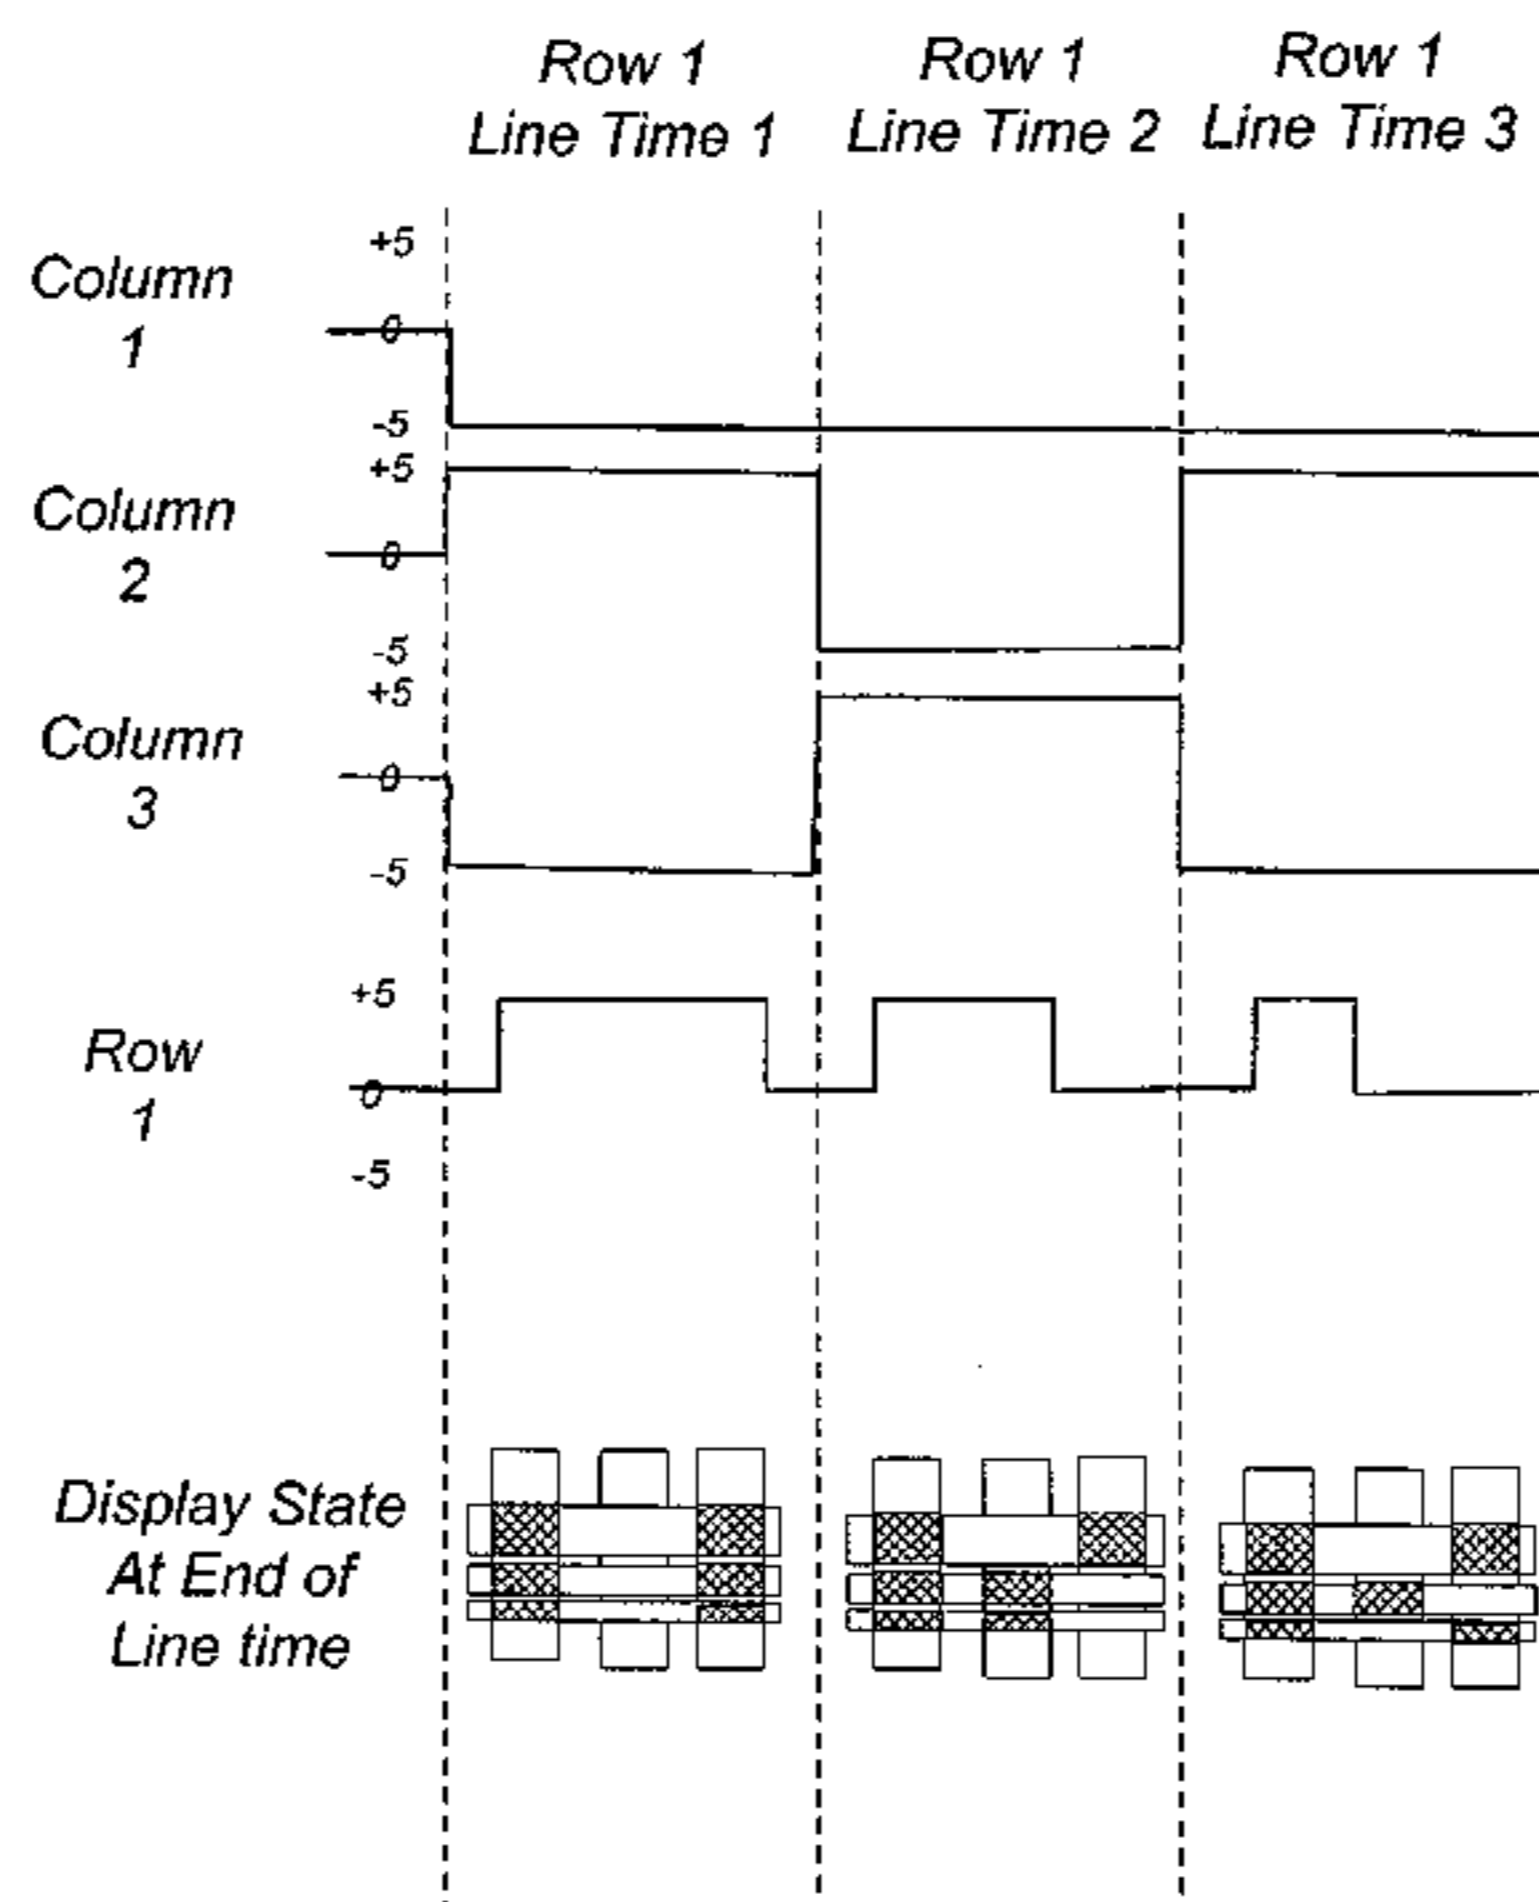 Row 1
Line Time 1
Row 1
Line Time 2
Row 1
Line Time 3
Column
1
+5
0
-5
Column
2
+5
0
-5
Column
3
+5
0
-5
Row
1
+5
0
-5
Display State
At End of
Line time